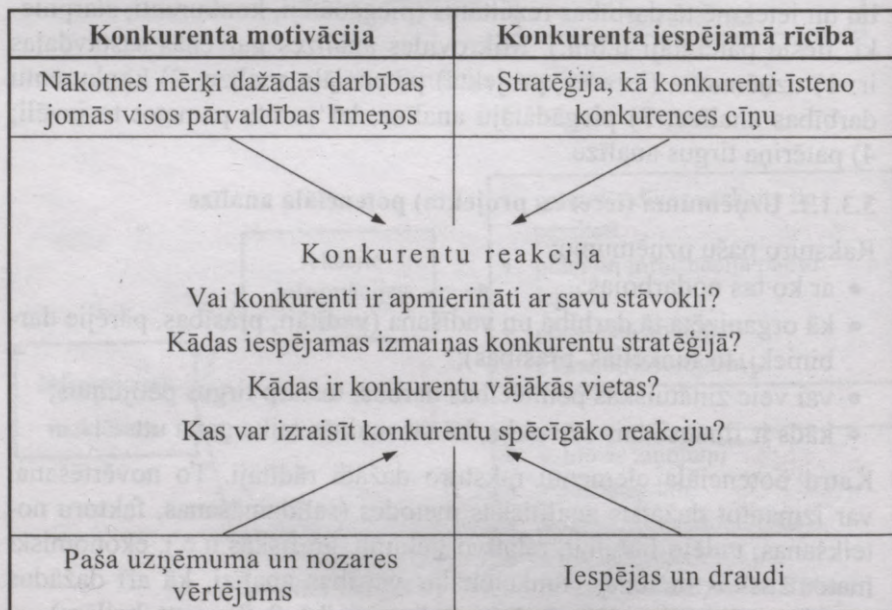 Konkurenta motivācija
Konkurenta iespējamā rīcība
Nākotnes mērķi dažādās darbības
jomās visos pārvaldības līmeņos
Stratēģija, kā konkurenti īsteno
konkurences cīņu
Konkurentu reakcija
Vai konkurenti ir apmierināti ar savu stāvokli?
Kādas iespējamas izmaiņas konkurentu stratēģijā?
Kādas ir konkurentu vājākās vietas?
Kas var izraisīt konkurentu spēcīgāko reakciju?
Paša uzņēmuma un nozares
vērtējums
Iespējas un draudi